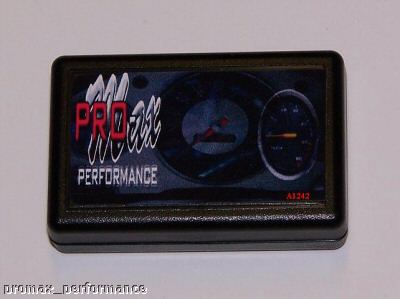 PRO Max
PERFORMANCE
A1242
promax_performance